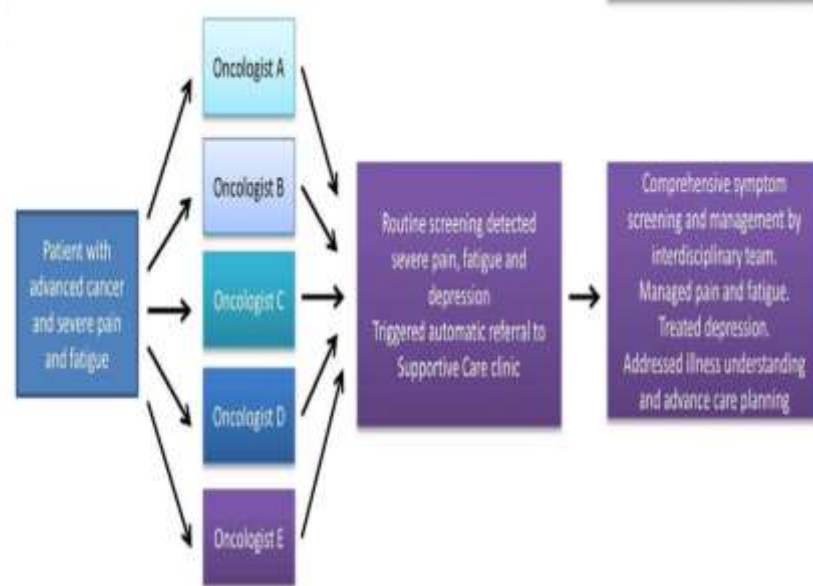 Oncologist A
Oncologist B
Patient with
advanced cancer
and severe pain
and fatigue
Oncologist C
Oncologist D
Oncologist E
Routine screening detected
severe pain, fatigue and
depression
Triggered automatic referral to
Supportive Care clinic
Comprehensive symptom
screening and management by
interdisciplinary team.
Managed pain and fatigue.
Treated depression.
Addressed illness understanding
and advance care planning